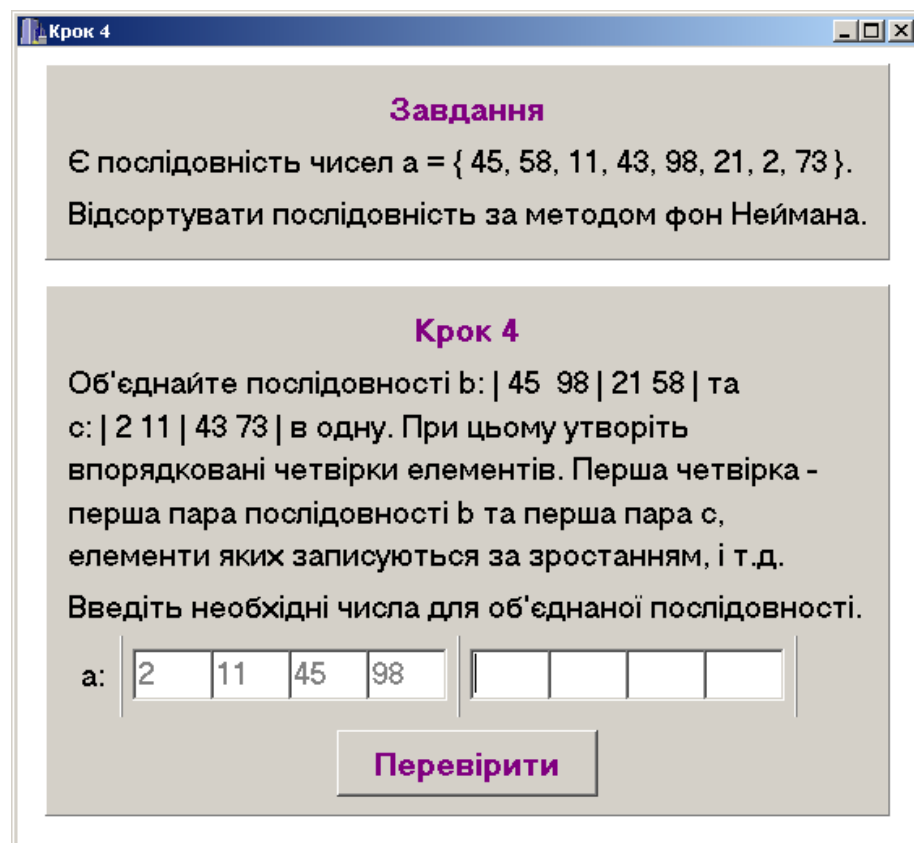 Крок 4
Завдання
Є послідовність чисел a = { 45, 58, 11, 43, 98, 21, 2, 73 }.
Відсортувати послідовність за методом фон Неймана.
Крок 4
Об'єднайте послідовності b: | 45 98 | 21 58 | та
c: | 2 11 | 43 73 | в одну. При цьому утворіть
впорядковані четвірки елементів. Перша четвірка -
перша пара послідовності b та перша пара c,
елементи яких записуються за зростанням, і т.д.
Введіть необхідні числа для об'єднаної послідовності.
a: 2 11 45 98
Перевірити